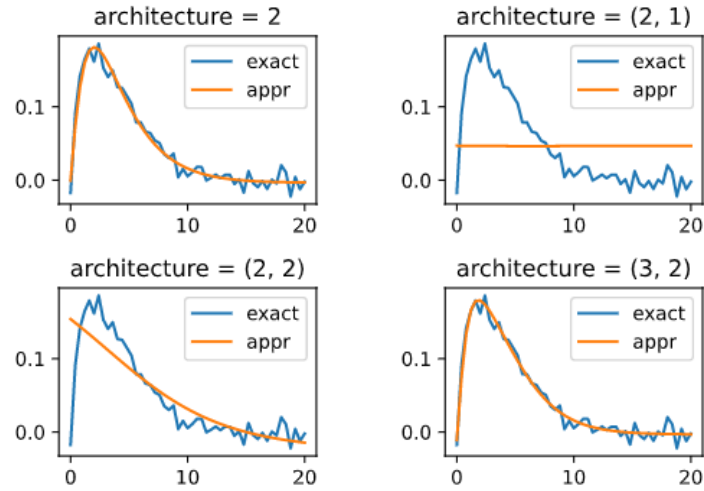 architecture = 2
exact
appr
0.1
0.0
0
10
20
architecture = (2, 1)
exact
appr
0.1
0.0
0
10
20
architecture = (2, 2)
exact
appr
0.1
0.0
0
10
20
architecture = (3, 2)
exact
appr
0.1
0.0
0
10
20